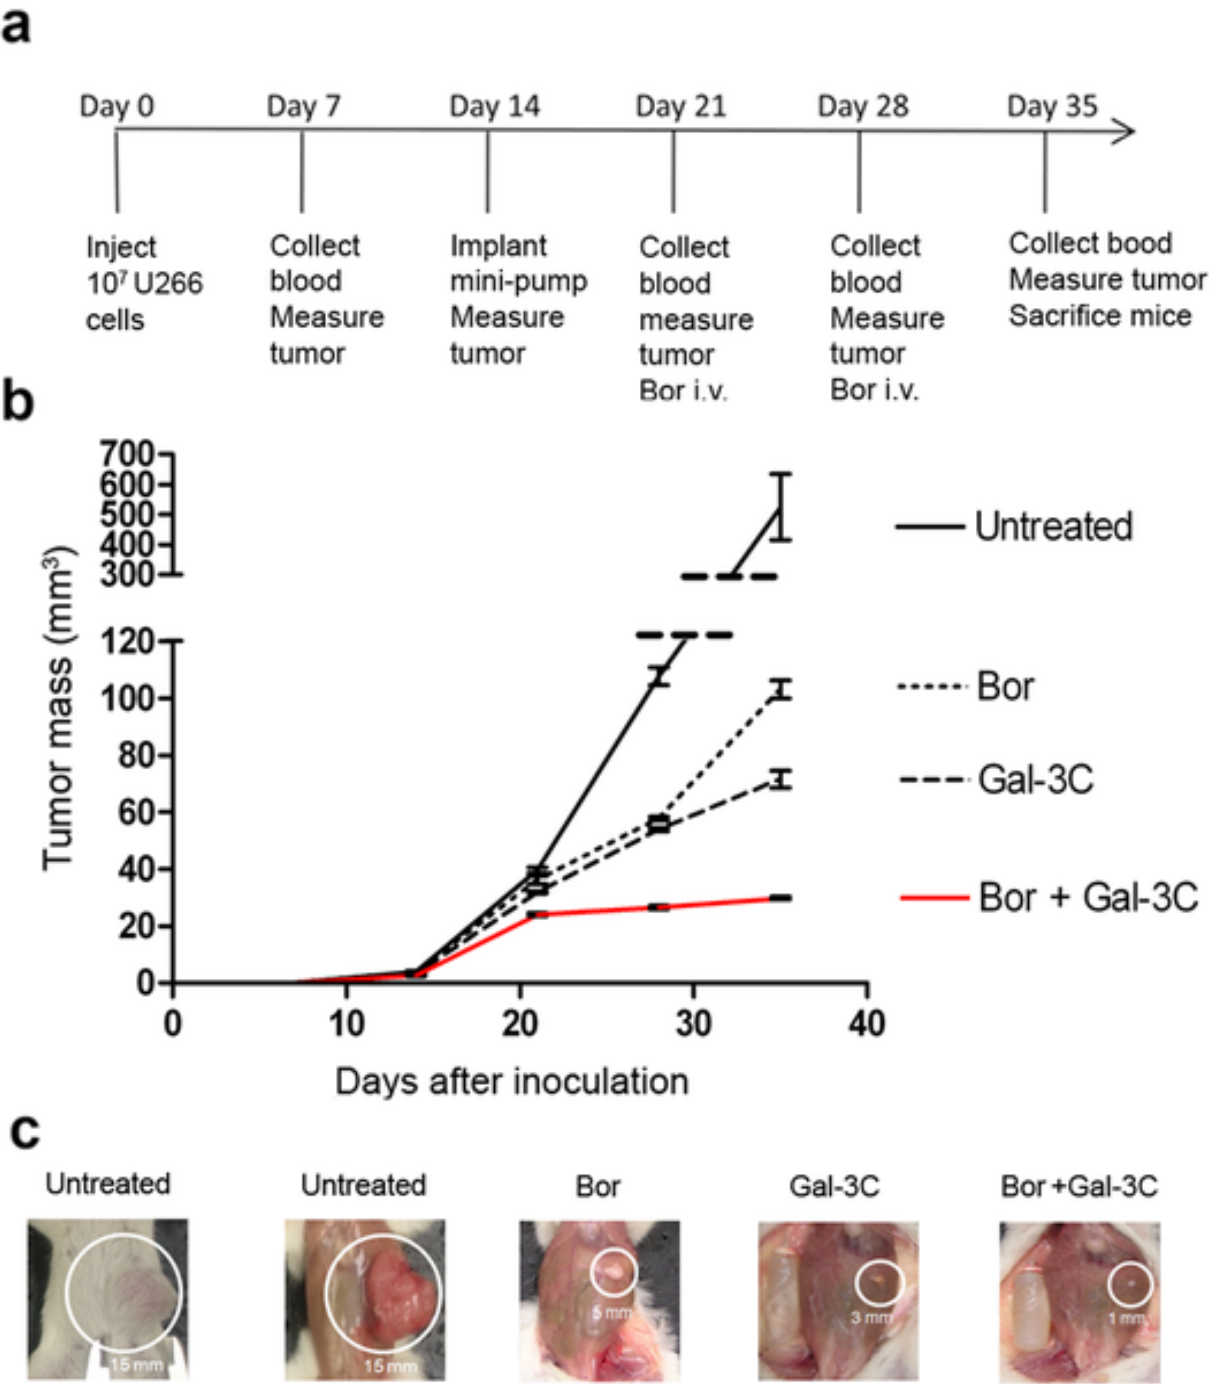 a
Day 0 Day 7 Day 14 Day 21 Day 28 Day 35
Inject
10⁷ U266
cells
Collect
blood
Measure
tumor
Implant
mini-pump
Measure
tumor
Collect
blood
measure
tumor
Bor i.v.
Collect
blood
Measure
tumor
Bor i.v.
Collect bood
Measure tumor
Sacrifice mice
b
Tumor mass (mm³)
700
600
500
400
300
120
100
80
60
40
20
0
0 10 20 30 40
Days after inoculation
Untreated
Bor
Gal-3C
Bor + Gal-3C
c
Untreated Untreated Bor Gal-3C Bor +Gal-3C
15 mm 15 mm 5 mm 3 mm 1 mm